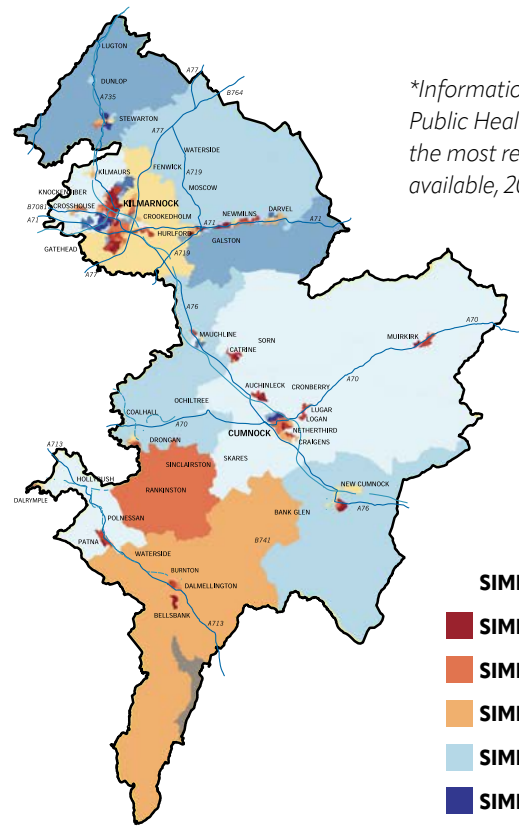 LUGTON
A77
DUNLOP
B764
A735
STEWARTON
A77
WATERSIDE
FENWICK
KILMAURS
A719
MOSCOW
KNOCKENTIBER
KILMARNOCK
B7081
CROSSHOUSE
CROOKEDHOLM
NEWMILNS
DARVEL
A71
A71
A71
HURLFORD
GALSTON
GATEHEAD
A719
A77
A76
MAUCHLINE
SORN
CATRINE
MUIRKIRK
A70
AUCHINLECK
CRONBERRY
A70
OCHILTREE
COALHALL
LUGAR
LOGAN
A70
CUMNOCK
NETHERTHIRD
CRAIGENS
DRONGAN
A713
SINCLAIRSTON
SKARES
HOLLYBUSH
NEW CUMNOCK
RANKINSTON
DALRYMPLE
A76
POLNESSAN
BANK GLEN
PATNA
B741
WATERSIDE
BURNTON
DALMELLINGTON
BELLSBANK
A713
*Informatio
Public Heal
the most re
available, 20
SIMI
SIMI
SIMI
SIMI
SIMI
SIMI